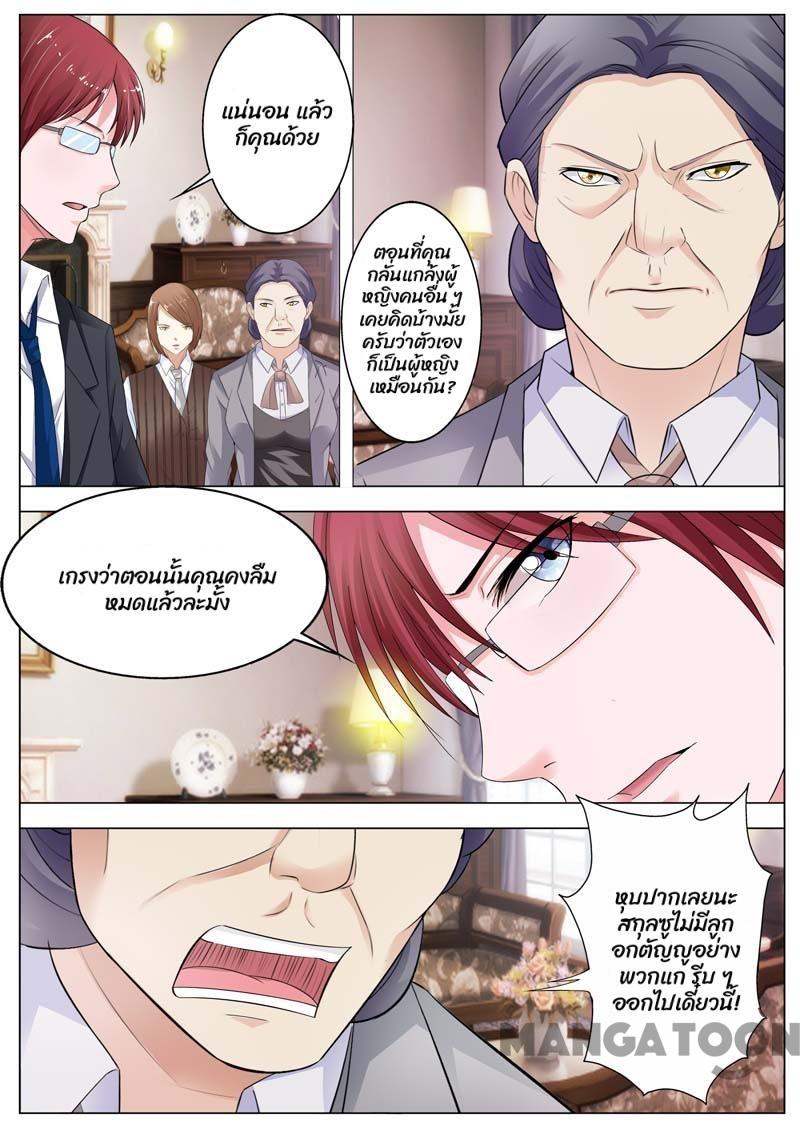 แน่นอน แล้ว
ก็คุณด้วย
ตอนที่คุณ
กลั่นแกล้งผู้
หญิงคนอื่น ๆ
เคยคิดบ้างมั้ย
ครับว่าตัวเอง
ก็เป็นผู้หญิง
เหมือนกัน?
เกรงว่าตอนนั้นคุณคงลืม
หมดแล้วละมั้ง
หุบปากเลยนะ
สกุลซูไม่มีลูก
อกตัญญูอย่าง
พวกแก รีบ ๆ
ออกไปเดี๋ยวนี้!
MANGATOON